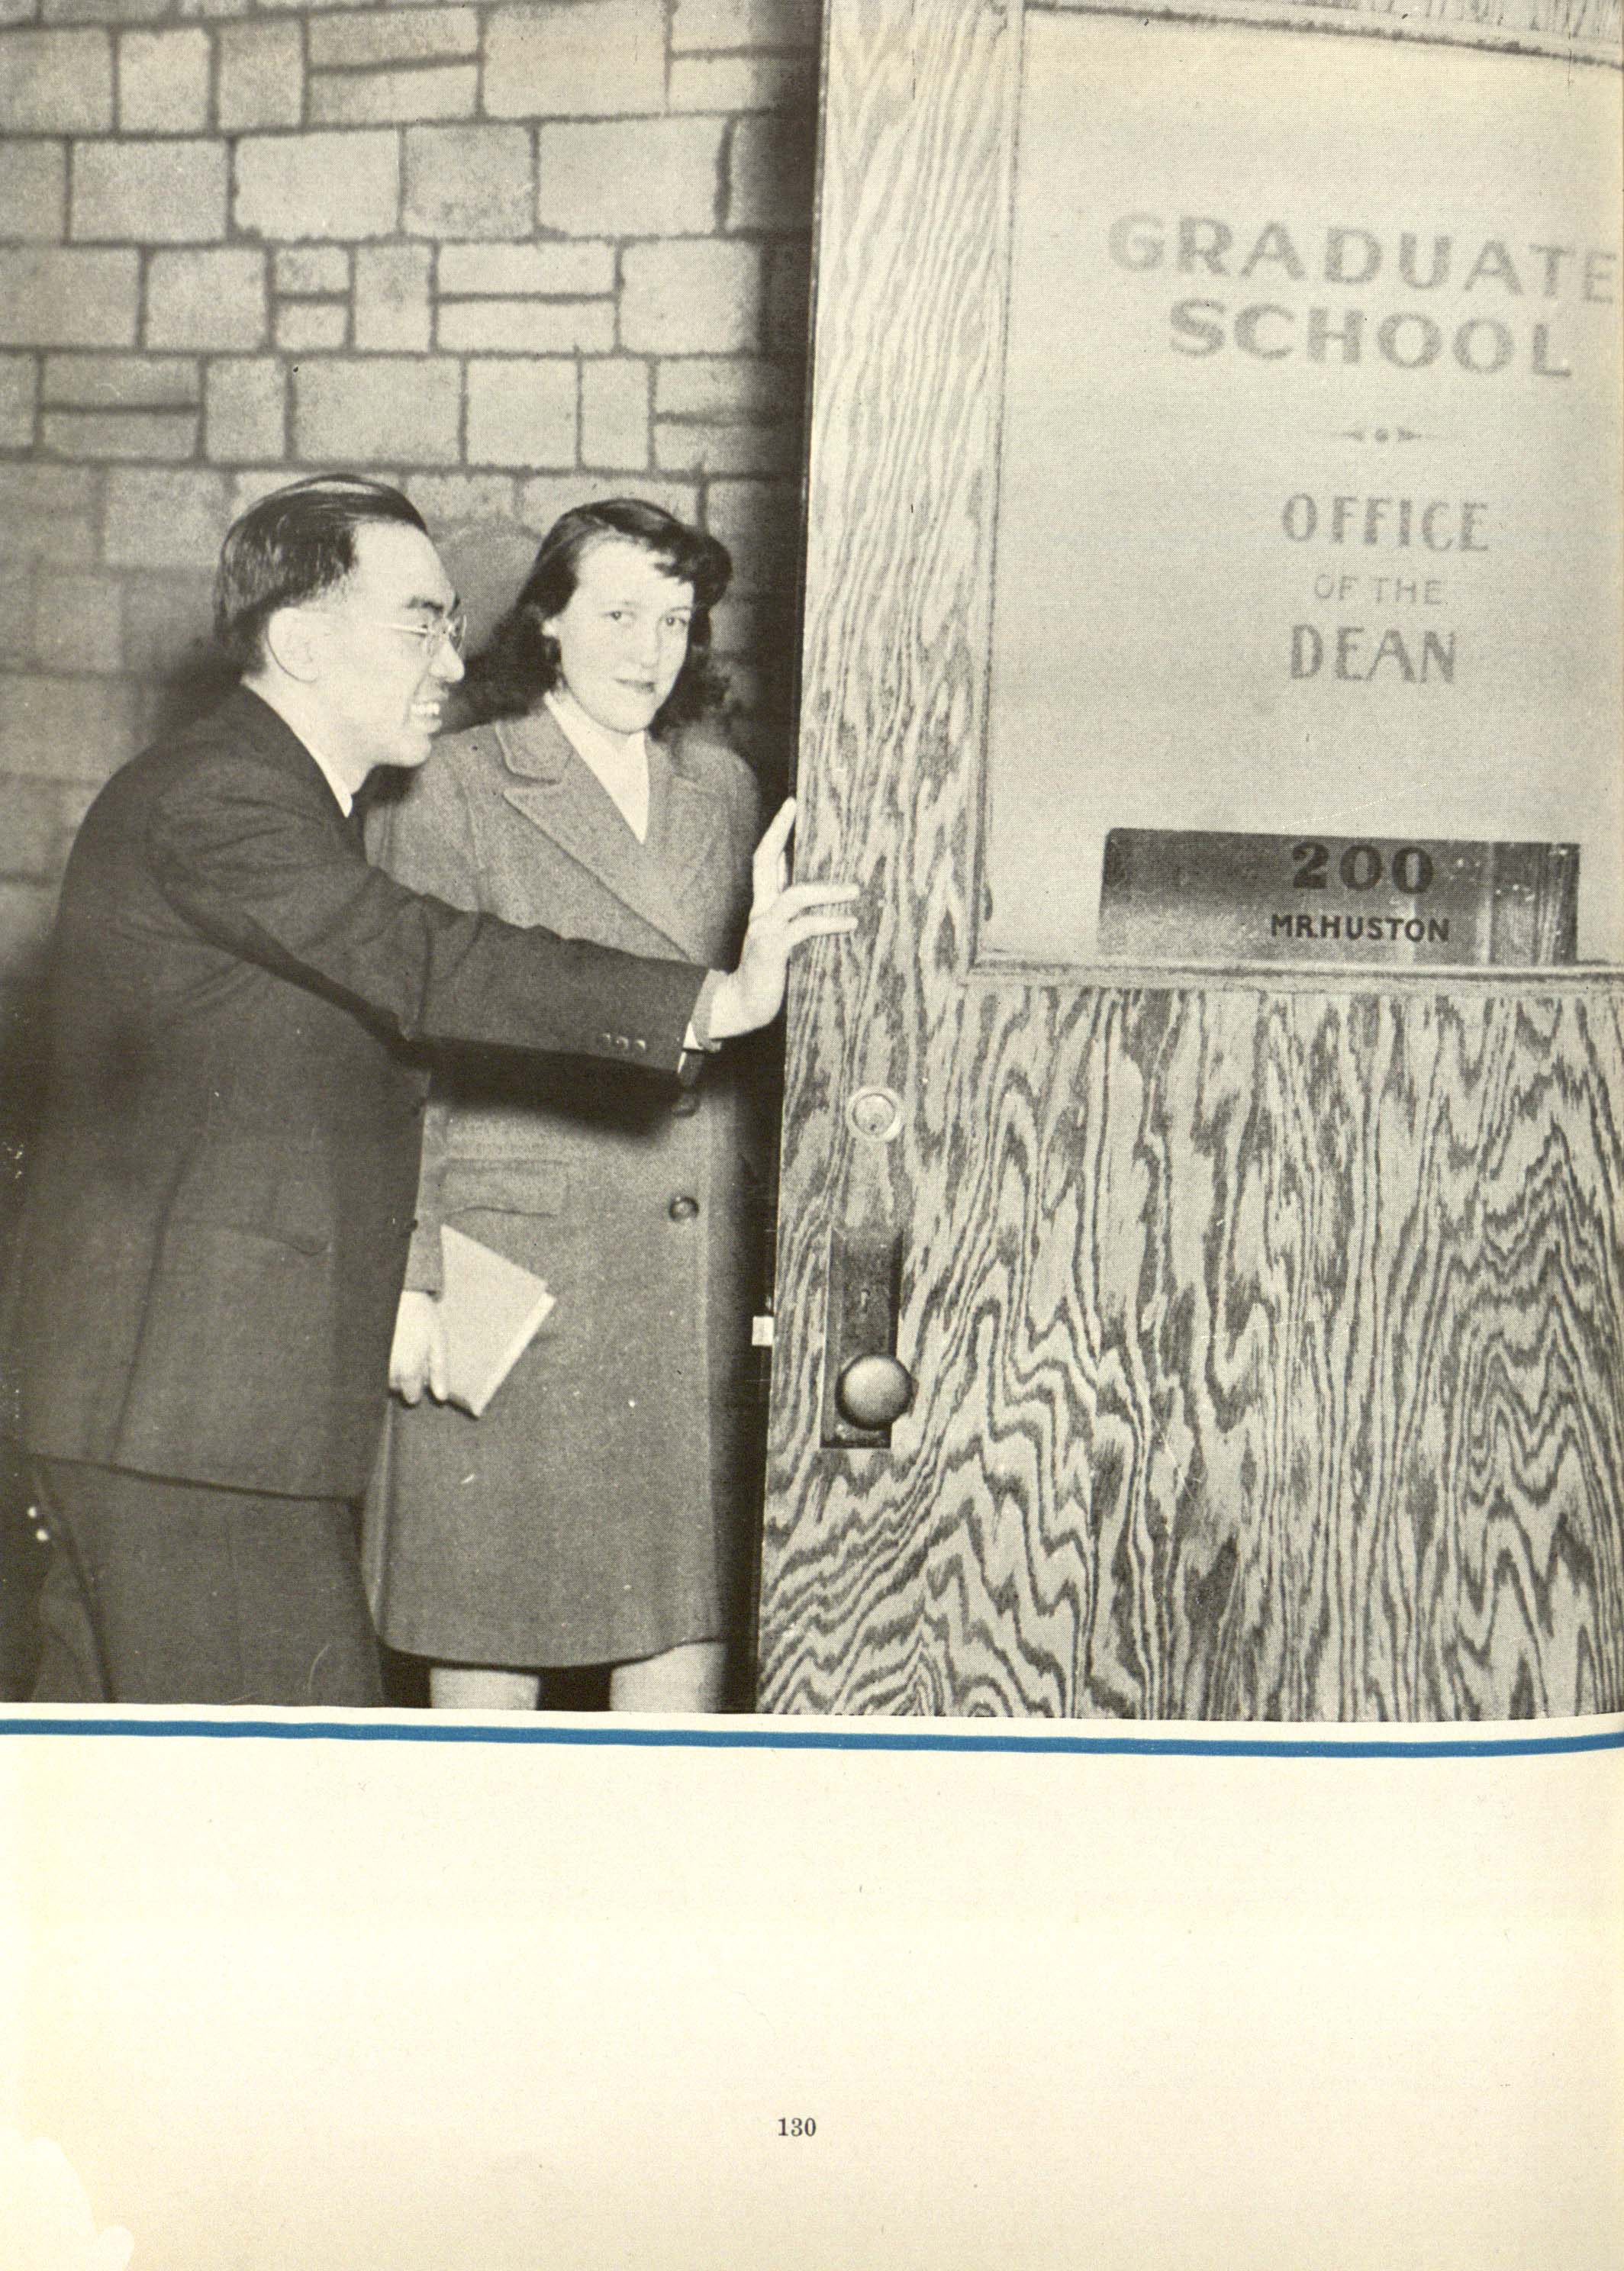 GRADUATE
SCHOOL
OFFICE
OF THE
DEAN
200
MR.HUSTON
130